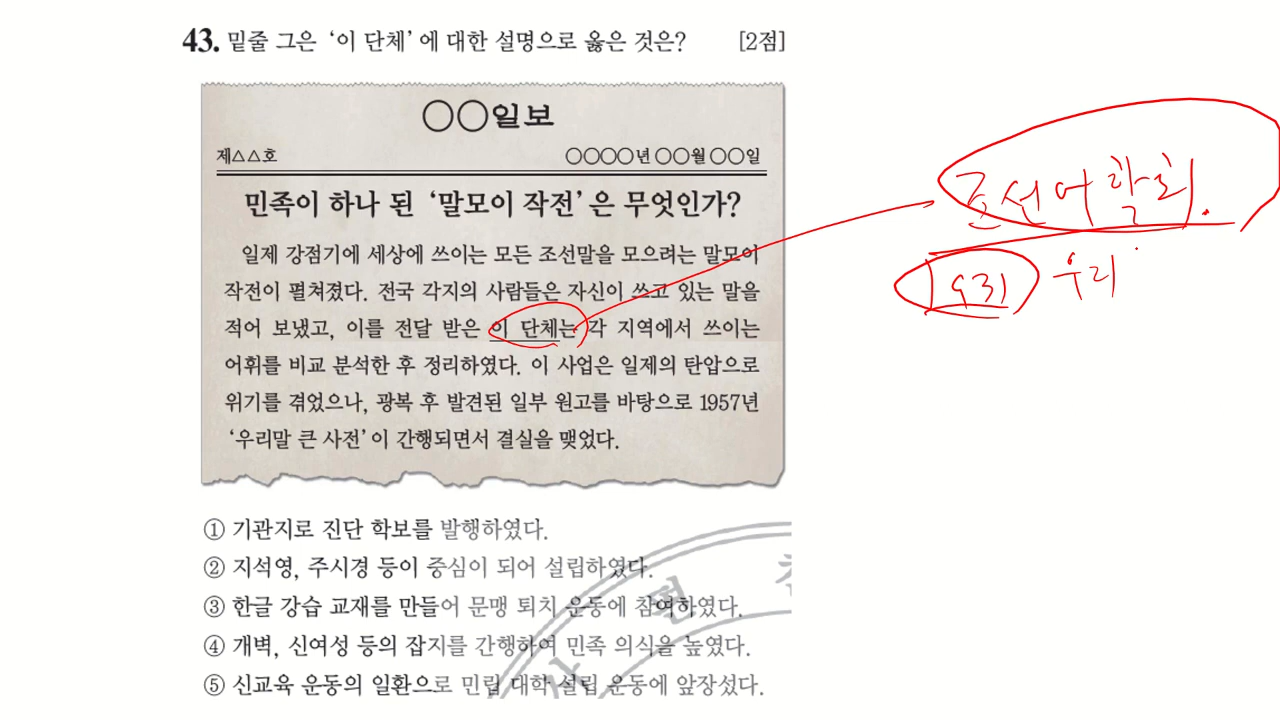 43. 밑줄 그은 ‘이 단체’에 대한 설명으로 옳은 것은? [2점]
○○일보
제△△호 ○○○○년 ○○월 ○○일
민족이 하나 된 ‘말모이 작전’은 무엇인가?
일제 강점기에 세상에 쓰이는 모든 조선말을 모으려는 말모이
작전이 펼쳐졌다. 전국 각지의 사람들은 자신이 쓰고 있는 말을
적어 보냈고, 이를 전달 받은 이 단체는 각 지역에서 쓰이는
어휘를 비교 분석한 후 정리하였다. 이 사업은 일제의 탄압으로
위기를 겪었으나, 광복 후 발견된 일부 원고를 바탕으로 1957년
‘우리말 큰 사전’이 간행되면서 결실을 맺었다.
① 기관지로 진단 학보를 발행하였다.
② 지석영, 주시경 등이 중심이 되어 설립하였다.
③ 한글 강습 교재를 만들어 문맹 퇴치 운동에 참여하였다.
④ 개벽, 신여성 등의 잡지를 간행하여 민족 의식을 높였다.
⑤ 신교육 운동의 일환으로 민립 대학 설립 운동에 앞장섰다.
조선어학회.
1931 우리